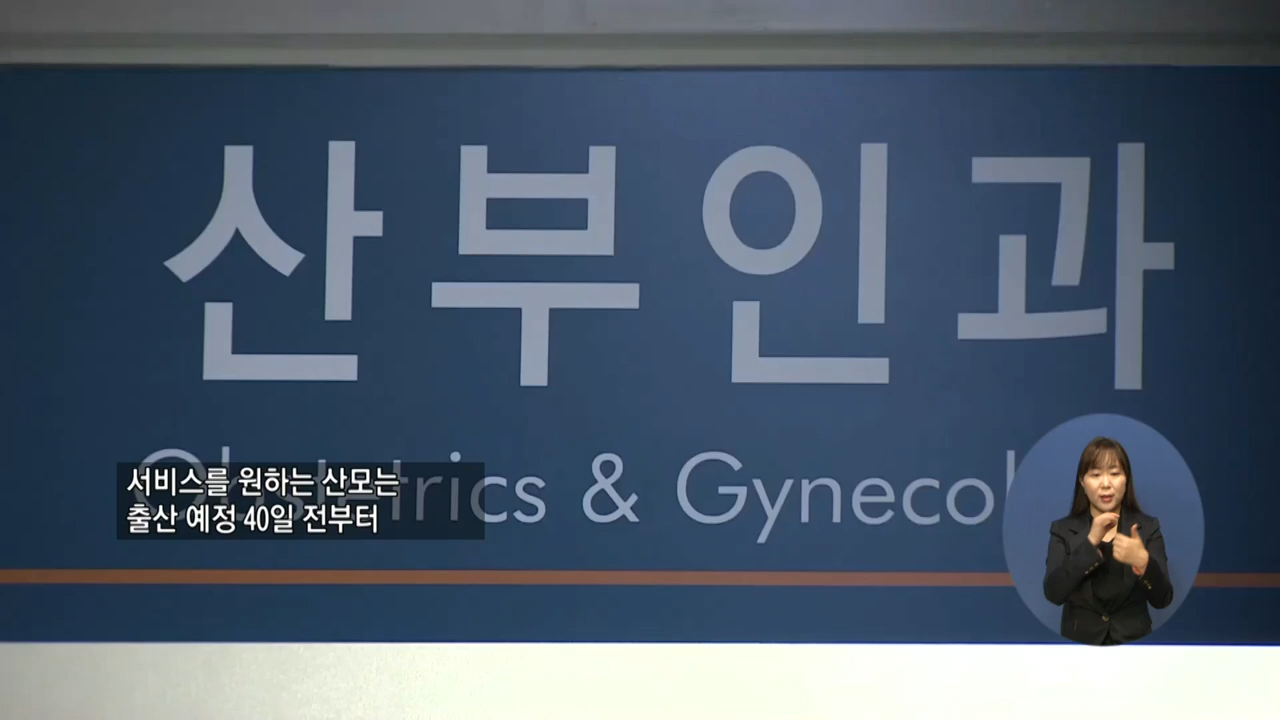 산부인과
Obstetrics & Gynecol
서비스를 원하는 산모는
출산 예정 40일 전부터